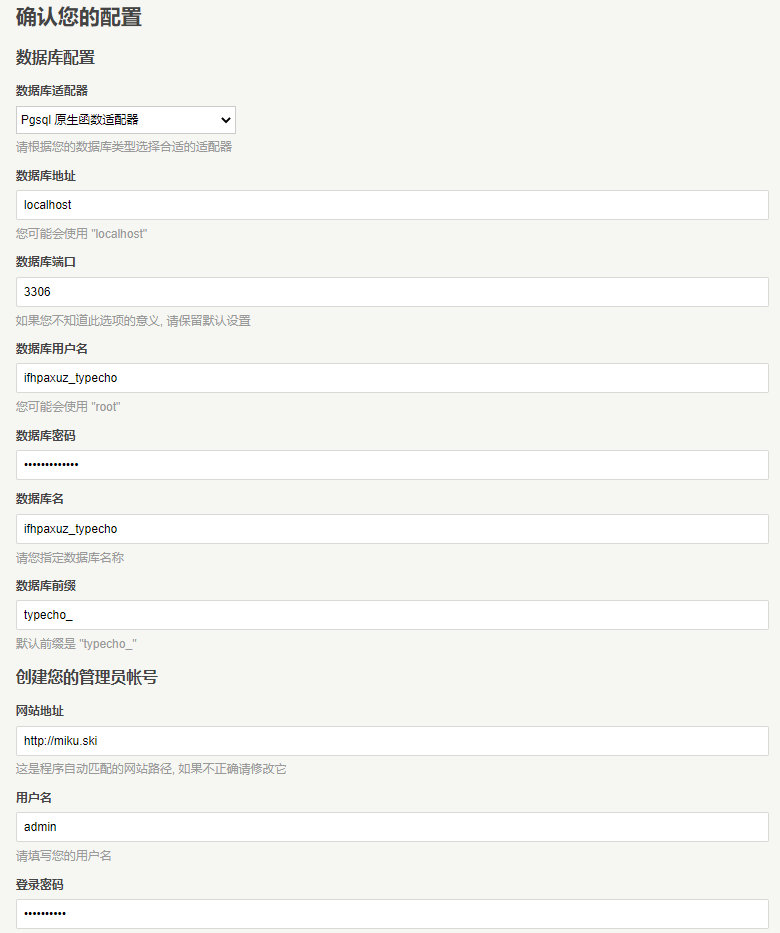 确认您的配置
数据库配置
数据库适配器
Pgsql 原生函数适配器
请根据您的数据库类型选择合适的适配器
数据库地址
localhost
您可能会使用 "localhost"
数据库端口
3306
如果您不知道此选项的意义, 请保留默认设置
数据库用户名
ifhpaxuz_typecho
您可能会使用 "root"
数据库密码
•••••••••••••
数据库名
ifhpaxuz_typecho
请您指定数据库名称
数据库前缀
typecho_
默认前缀是 "typecho_"
创建您的管理员帐号
网站地址
http://miku.ski
这是程序自动匹配的网站路径, 如果不正确请修改它
用户名
admin
请填写您的用户名
登录密码
••••••••••